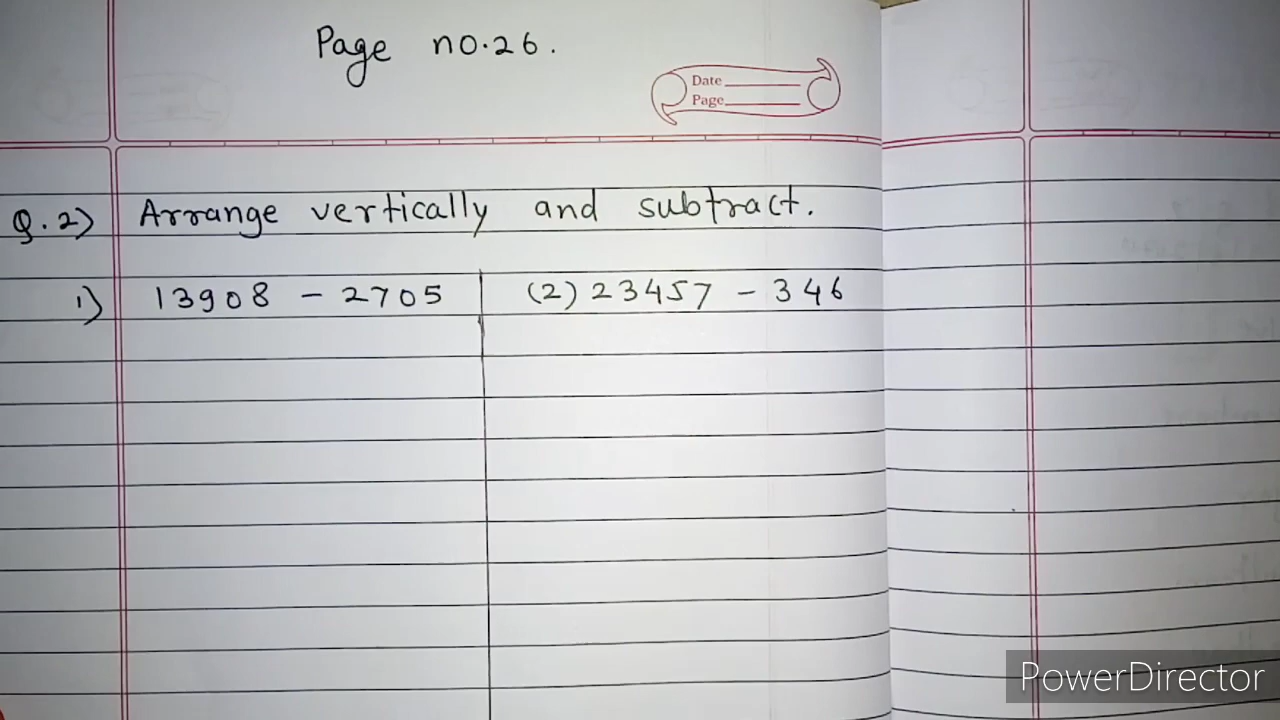 Page no.26.
Date
Page
Q.2) Arrange vertically and subtract.
1) 13908 - 2705 (2) 23457 - 346
PowerDirector